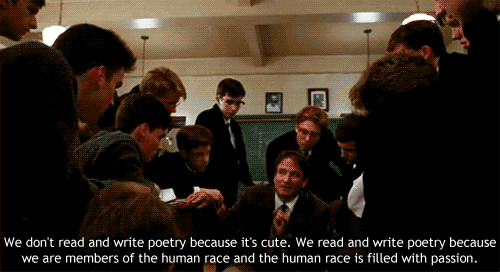 We don't read and write poetry because it's cute. We read and write poetry because
we are members of the human race and the human race is filled with passion.